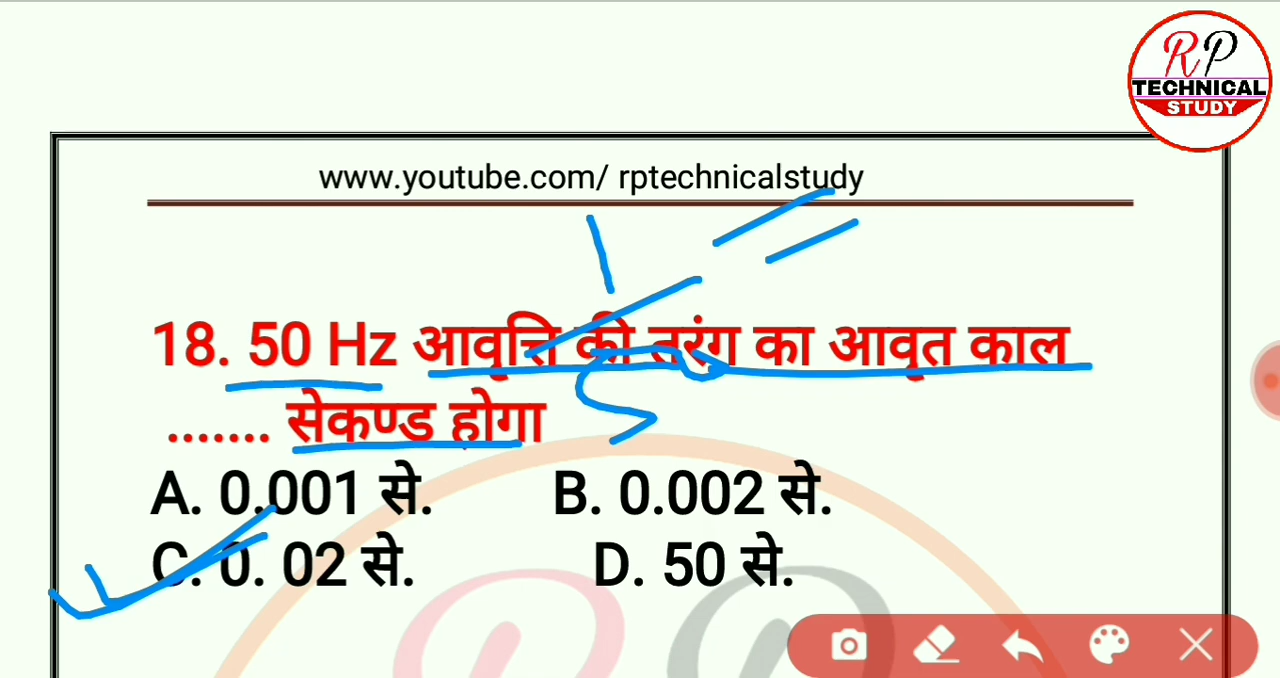 RP
TECHNICAL
STUDY
www.youtube.com/ rptechnicalstudy
18. 50 Hz आवृत्ति की तरंग का आवृत काल
....... सेकण्ड होगा
A. 0.001 से. B. 0.002 से.
C. 0. 02 से. D. 50 से.